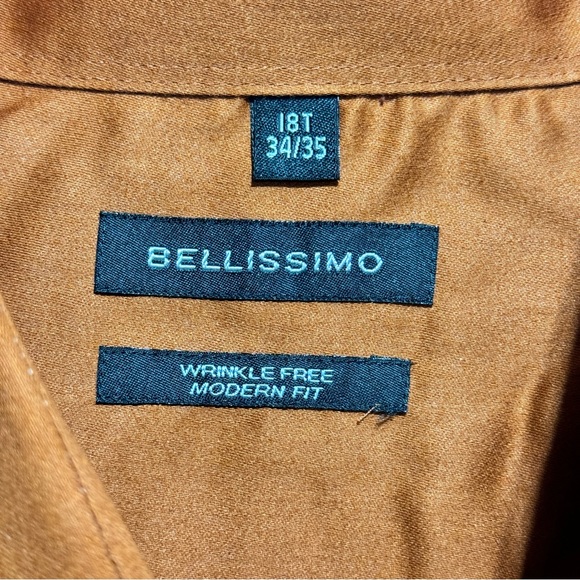 18T
34/35
BELLISSIMO
WRINKLE FREE
MODERN FIT